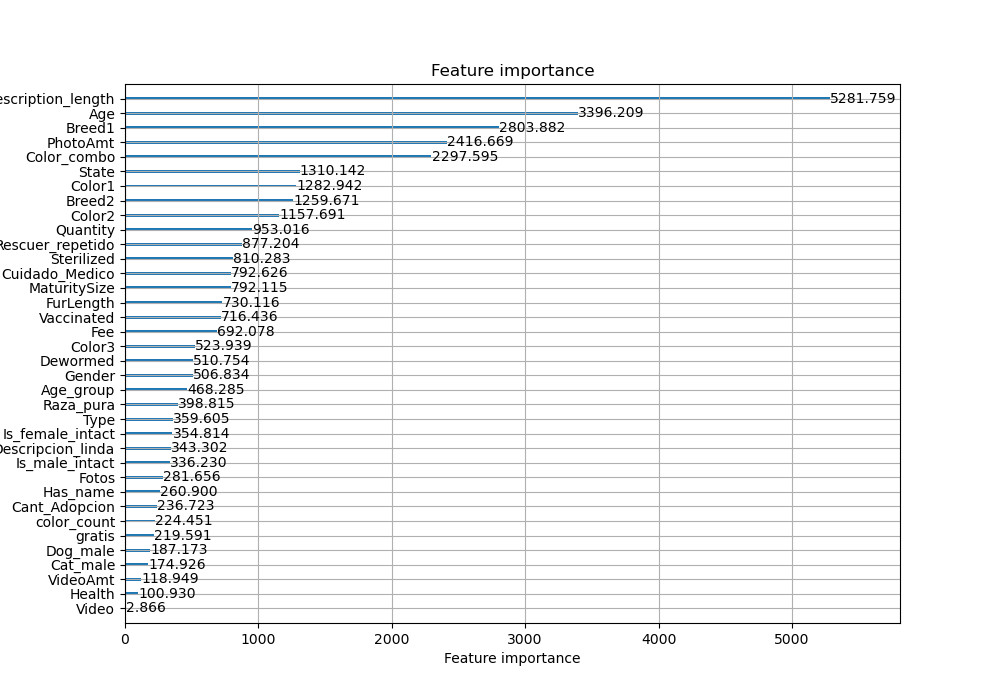 Feature importance
escription_length 5281.759
Age 3396.209
Breed1 2803.882
PhotoAmt 2416.669
Color_combo 2297.595
State 1310.142
Color1 1282.942
Breed2 1259.671
Color2 1157.691
Quantity 953.016
Rescuer_repetido 877.204
Sterilized 810.283
Cuidado_Medico 792.626
MaturitySize 792.115
FurLength 730.116
Vaccinated 716.436
Fee 692.078
Color3 523.939
Dewormed 510.754
Gender 506.834
Age_group 468.285
Raza_pura 398.815
Type 359.605
Is_female_intact 354.814
Descripcion_linda 343.302
Is_male_intact 336.230
Fotos 281.656
Has_name 260.900
Cant_Adopcion 236.723
color_count 224.451
gratis 219.591
Dog_male 187.173
Cat_male 174.926
VideoAmt 118.949
Health 100.930
Video 2.866
0 1000 2000 3000 4000 5000
Feature importance